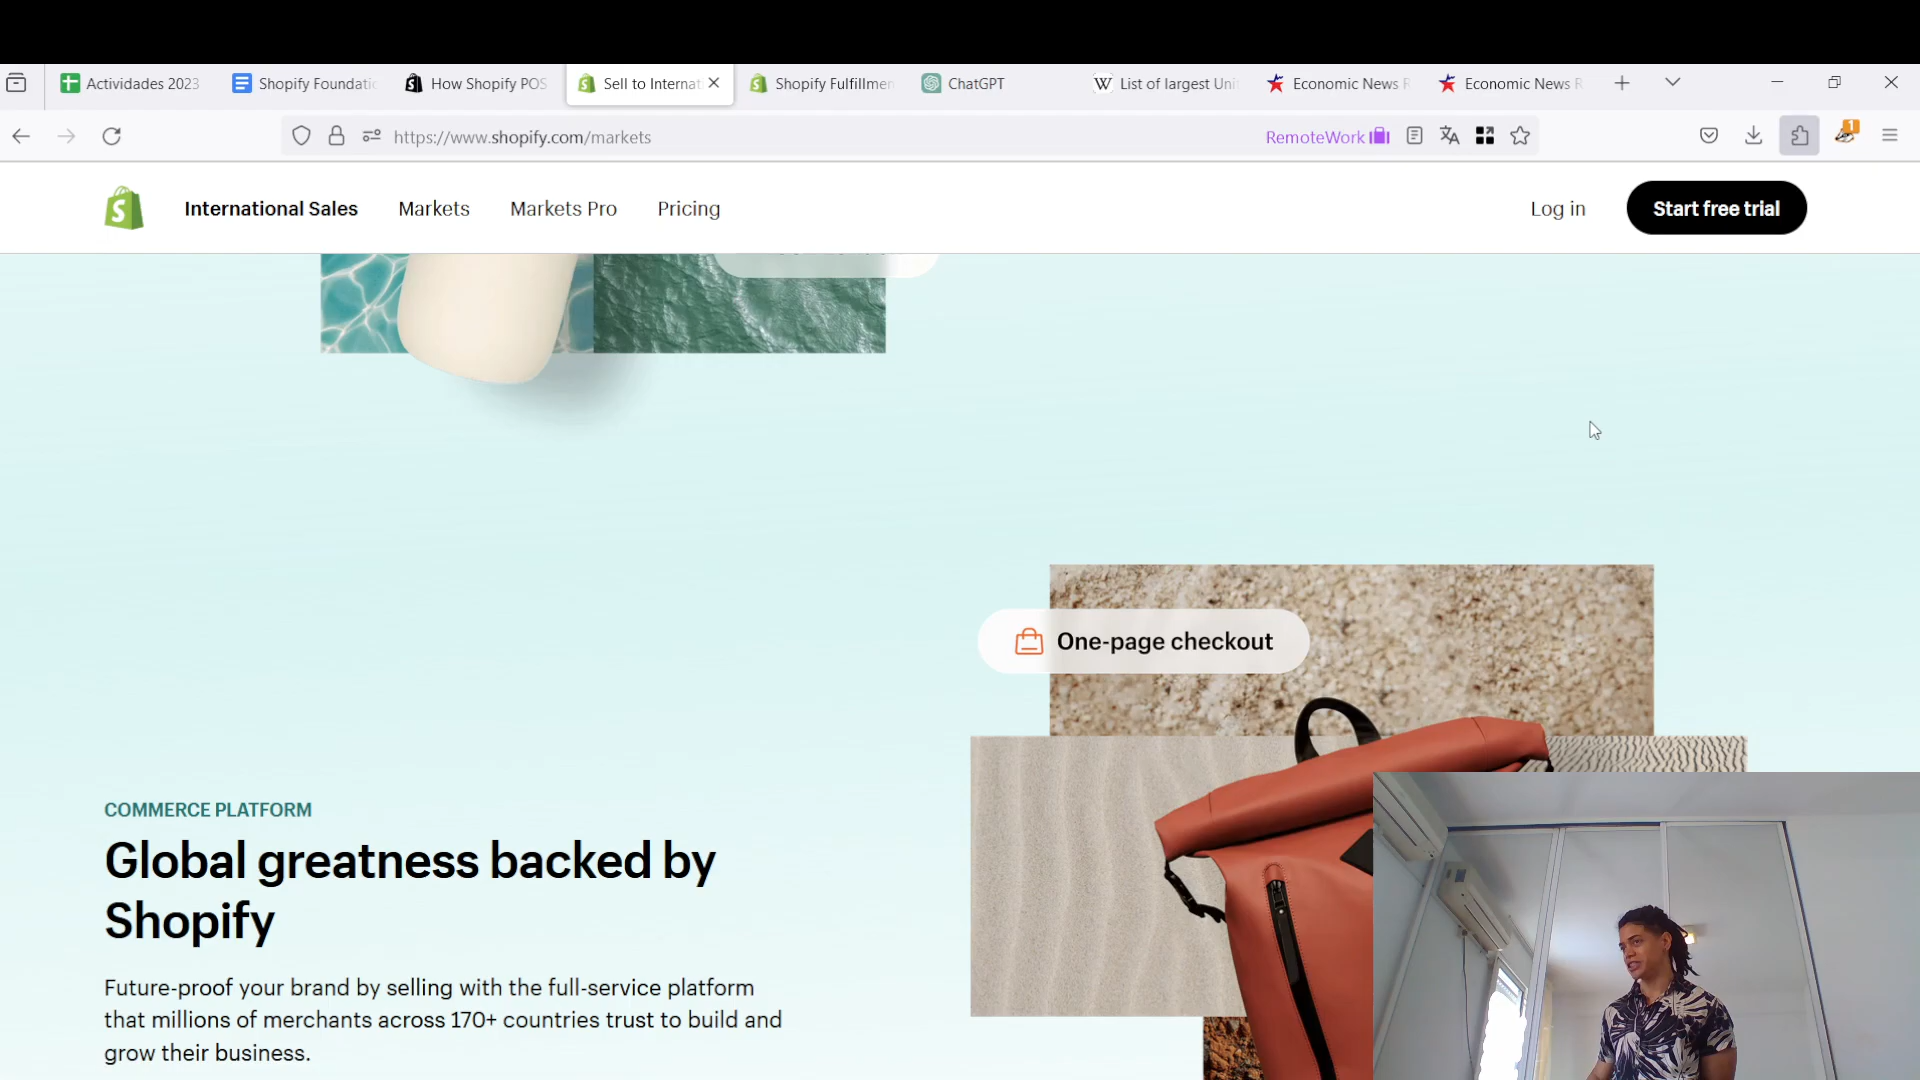 Actividades 2023
Shopify Foundatio
How Shopify POS
Sell to Internat
Shopify Fulfillmen
ChatGPT
List of largest Uni
Economic News R
Economic News R
https://www.shopify.com/markets
RemoteWork
1
International Sales
Markets
Markets Pro
Pricing
Log in
Start free trial
One-page checkout
COMMERCE PLATFORM
Global greatness backed by
Shopify
Future-proof your brand by selling with the full-service platform
that millions of merchants across 170+ countries trust to build and
grow their business.